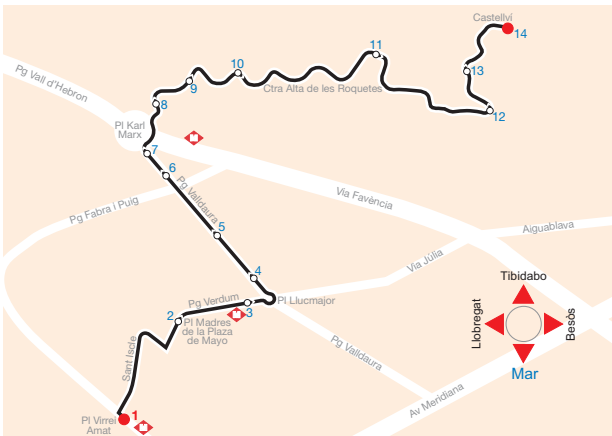 Castellví
14
11
10
13
9
Ctra Alta de les Roquetes
Pg Vall d'Hebron
8
12
Pl Karl
Marx
7
6
Pg Valldaura
Via Favència
Pg Fabra i Puig
5
Aiguablava
Via Júlia
4
Tibidabo
Pg Verdum
3
Pl Llucmajor
Llobregat
Besòs
2
Pl Madres
de la Plaza
de Mayo
Sant Iscle
Pg Valldaura
Mar
Av Meridiana
Pl Virrei
Amat
1